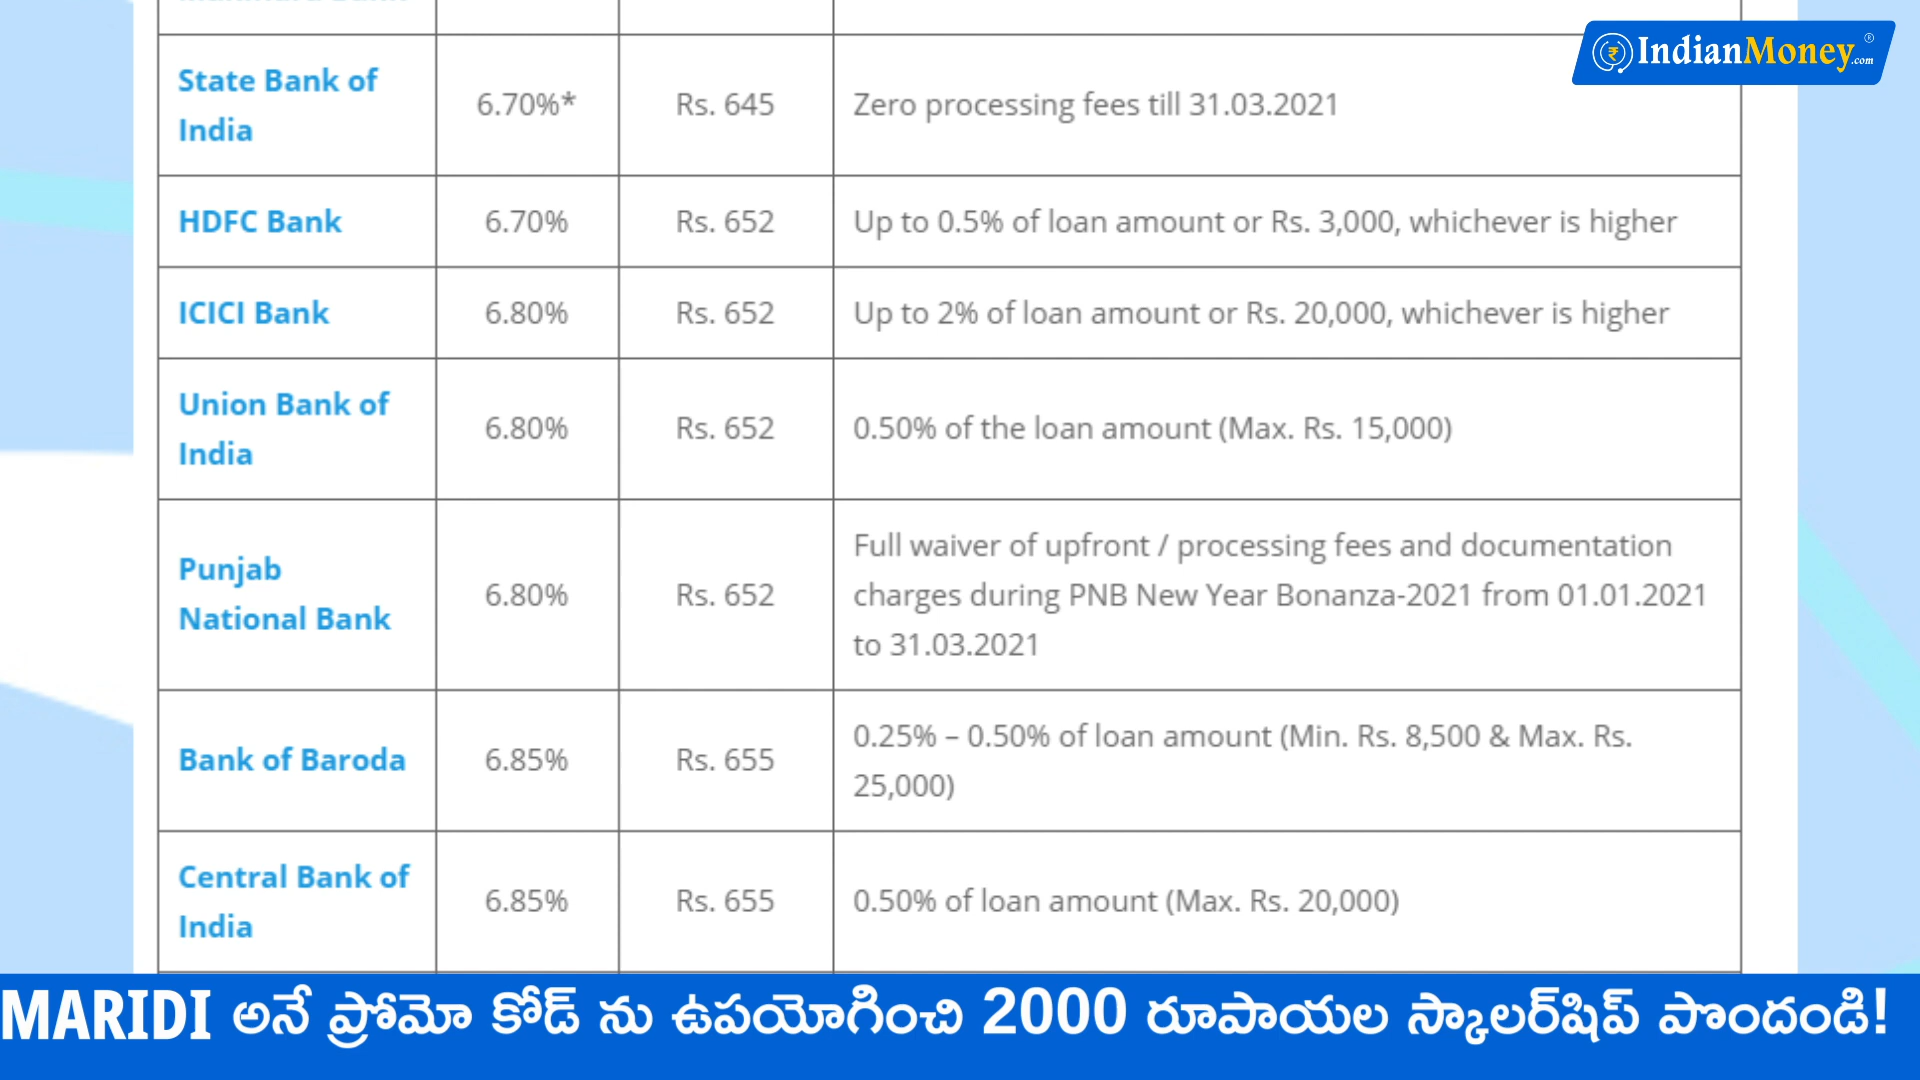 IndianMoney.com
State Bank of
India
6.70%*
Rs. 645
Zero processing fees till 31.03.2021
HDFC Bank
6.70%
Rs. 652
Up to 0.5% of loan amount or Rs. 3,000, whichever is higher
ICICI Bank
6.80%
Rs. 652
Up to 2% of loan amount or Rs. 20,000, whichever is higher
Union Bank of
India
6.80%
Rs. 652
0.50% of the loan amount (Max. Rs. 15,000)
Punjab
National Bank
6.80%
Rs. 652
Full waiver of upfront / processing fees and documentation
charges during PNB New Year Bonanza-2021 from 01.01.2021
to 31.03.2021
Bank of Baroda
6.85%
Rs. 655
0.25% – 0.50% of loan amount (Min. Rs. 8,500 & Max. Rs.
25,000)
Central Bank of
India
6.85%
Rs. 655
0.50% of loan amount (Max. Rs. 20,000)
MARIDI అనే ప్రోమో కోడ్ ను ఉపయోగించి 2000 రూపాయల స్కాలర్‌షిప్ పొందండి!